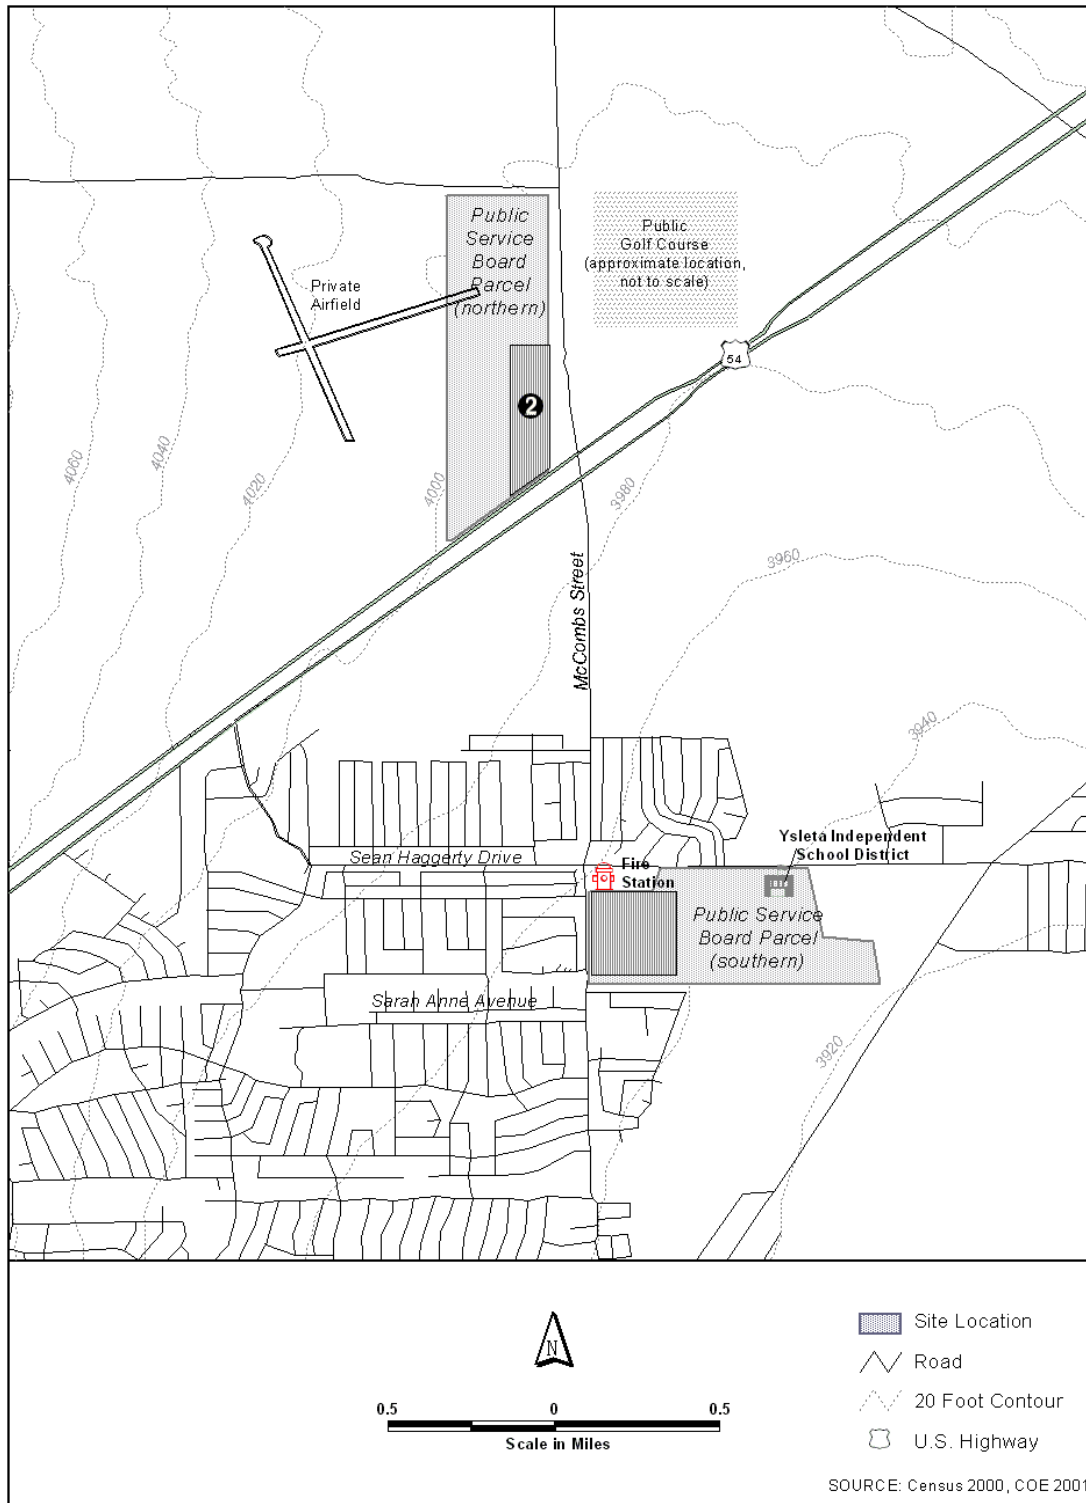 Public
Service
Board
Parcel
(northern)
Public
Golf Course
(approximate location,
not to scale)
Private
Airfield
54
2
4060
4040
4020
4000
3980
3960
McCombs Street
3940
Sean Haggerty Drive
Fire
Station
Ysleta Independent
School District
Public Service
Board Parcel
(southern)
Sarah Anne Avenue
3920
N
0.5 0 0.5
Scale in Miles
Site Location
Road
20 Foot Contour
U.S. Highway
SOURCE: Census 2000, COE 2001